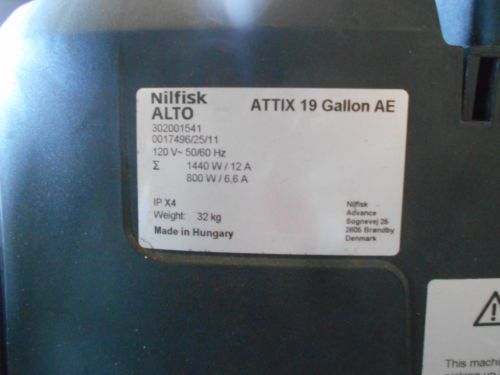 Nilfisk
ALTO
ATTIX 19 Gallon AE
302001541
0017496/25/11
120 V~ 50/60 Hz
Σ 1440 W / 12 A
800 W / 6,6 A
IP X4
Weight: 32 kg
Made in Hungary
Nilfisk
Advance
Sognevej 25
2605 Brøndby
Denmark
This machi